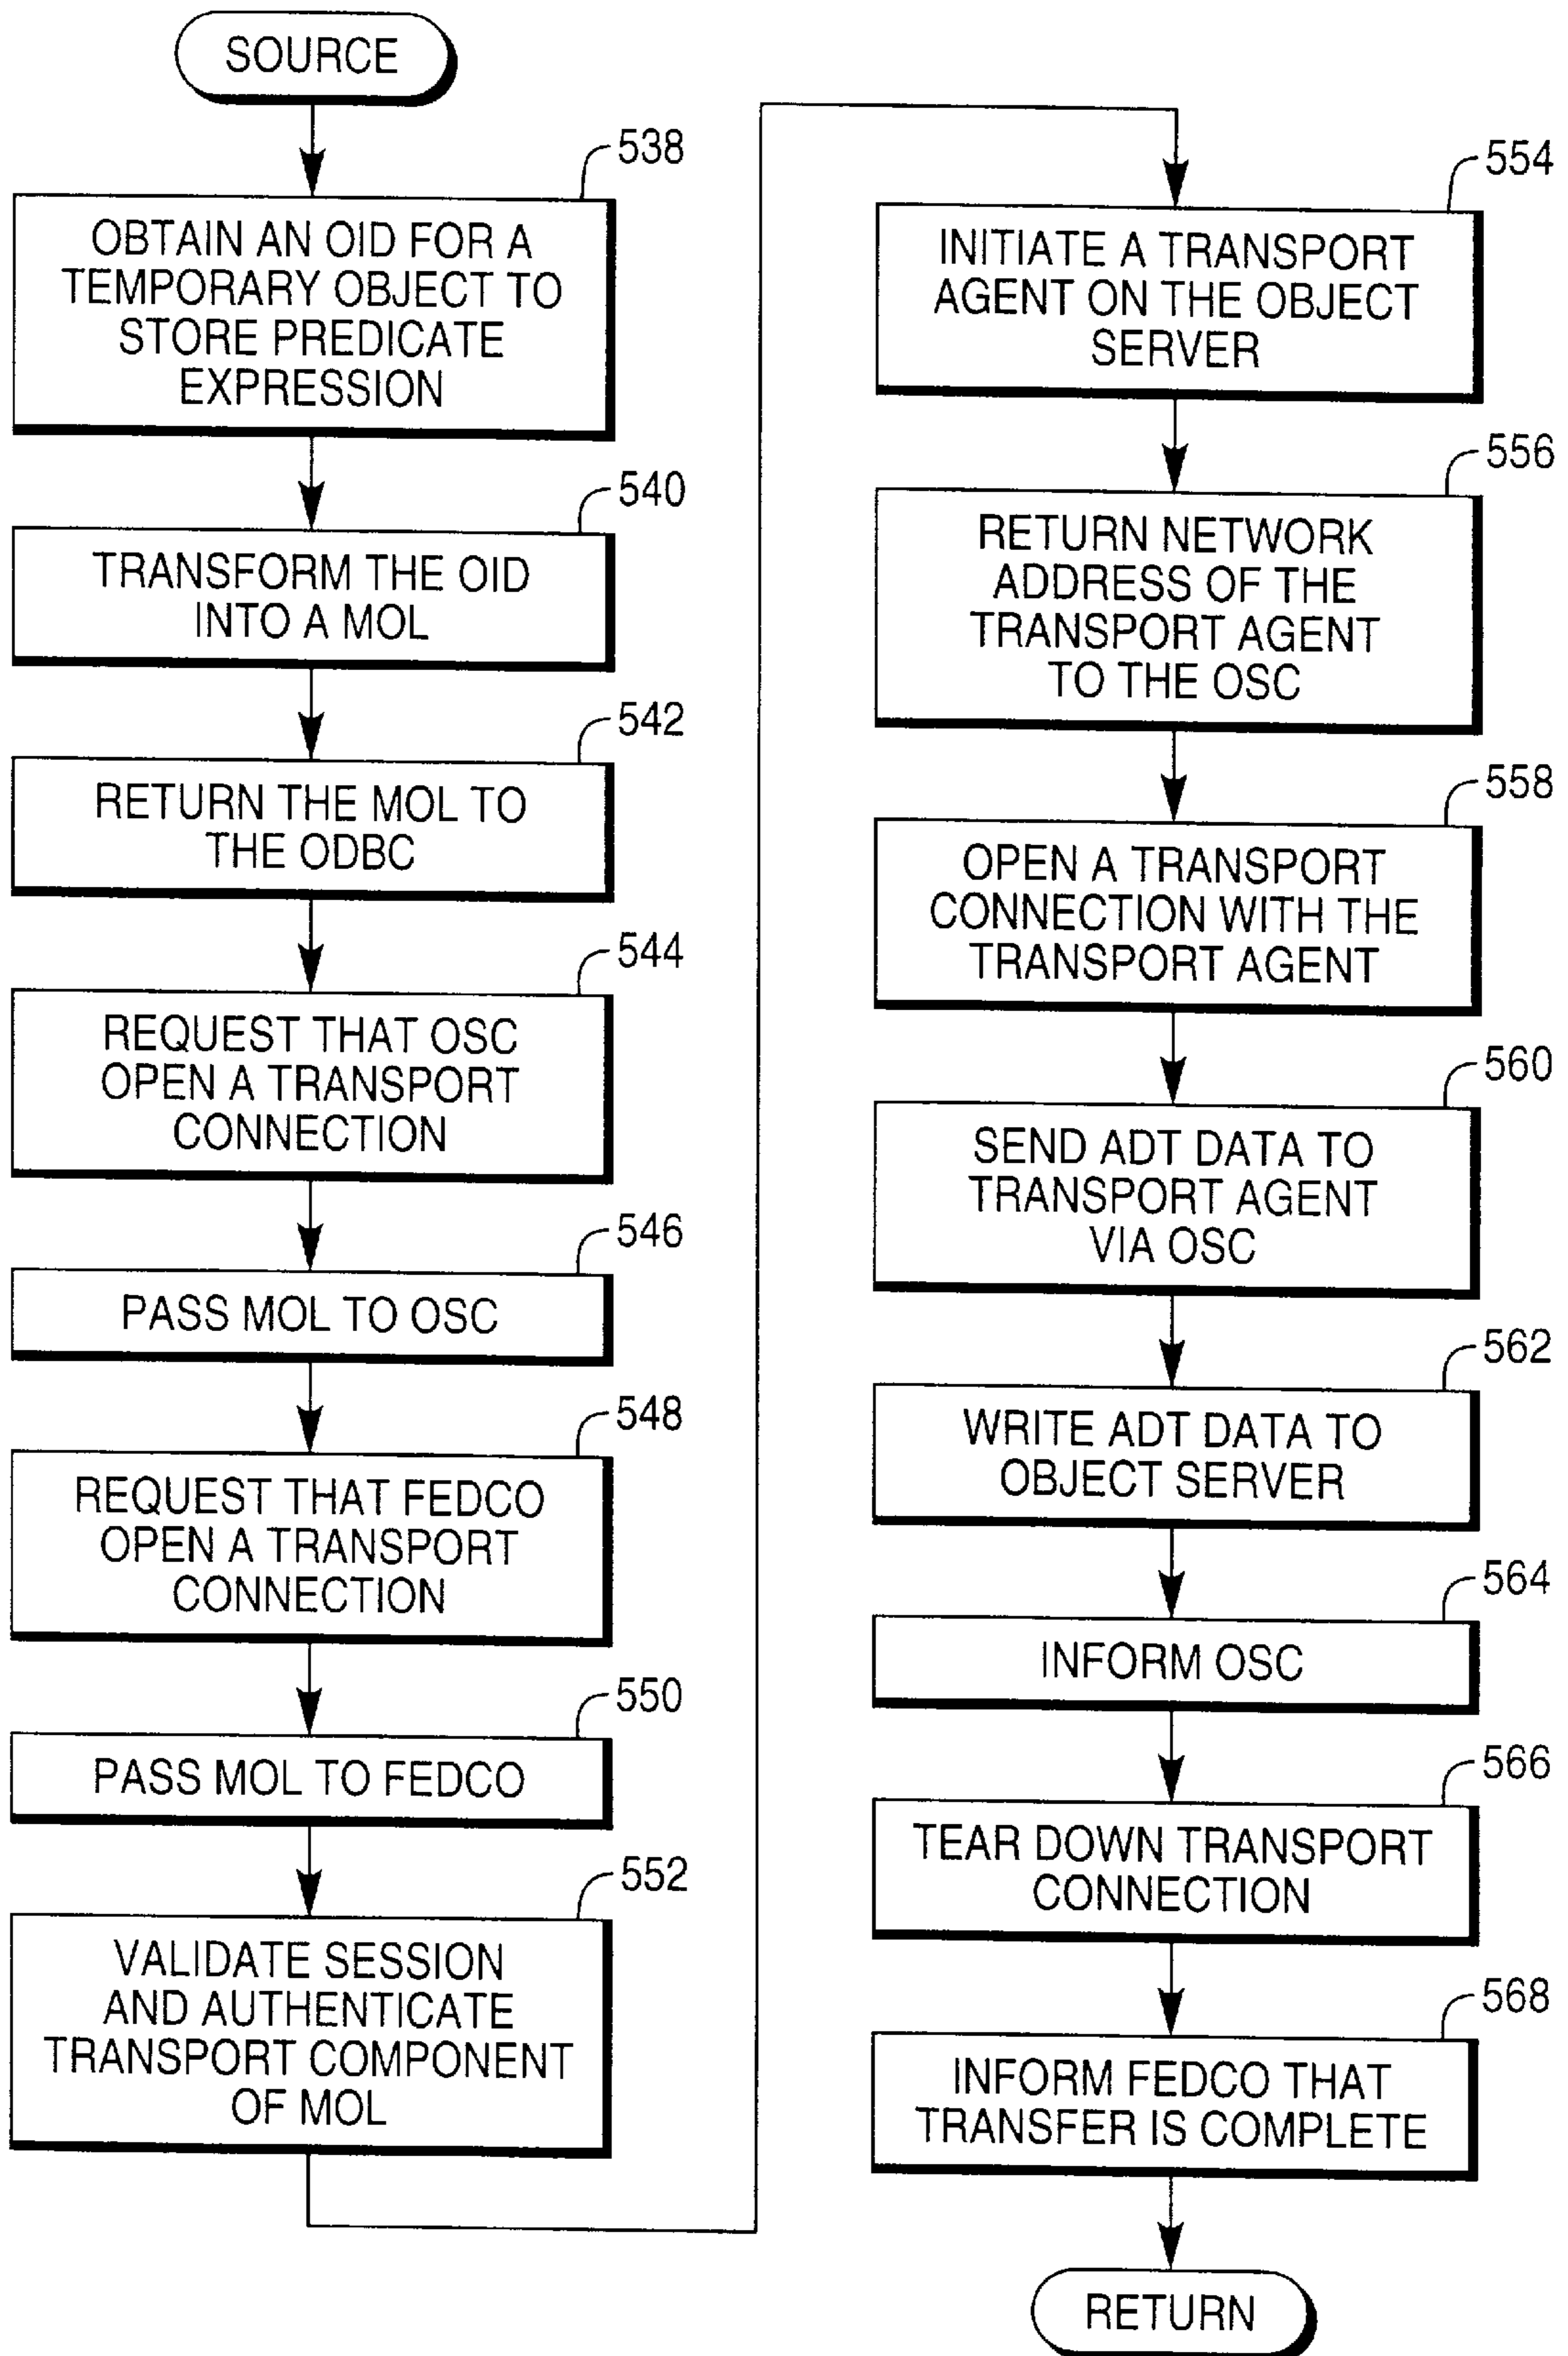 SOURCE
538
OBTAIN AN OID FOR A
TEMPORARY OBJECT TO
STORE PREDICATE
EXPRESSION
540
TRANSFORM THE OID
INTO A MOL
542
RETURN THE MOL TO
THE ODBC
544
REQUEST THAT OSC
OPEN A TRANSPORT
CONNECTION
546
PASS MOL TO OSC
548
REQUEST THAT FEDCO
OPEN A TRANSPORT
CONNECTION
550
PASS MOL TO FEDCO
552
VALIDATE SESSION
AND AUTHENTICATE
TRANSPORT COMPONENT
OF MOL
554
INITIATE A TRANSPORT
AGENT ON THE OBJECT
SERVER
556
RETURN NETWORK
ADDRESS OF THE
TRANSPORT AGENT
TO THE OSC
558
OPEN A TRANSPORT
CONNECTION WITH THE
TRANSPORT AGENT
560
SEND ADT DATA TO
TRANSPORT AGENT
VIA OSC
562
WRITE ADT DATA TO
OBJECT SERVER
564
INFORM OSC
566
TEAR DOWN TRANSPORT
CONNECTION
568
INFORM FEDCO THAT
TRANSFER IS COMPLETE
RETURN